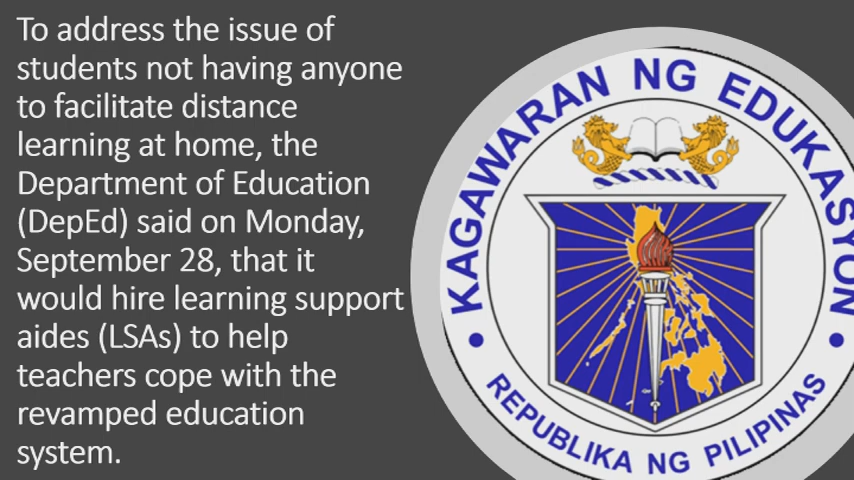 To address the issue of
students not having anyone
to facilitate distance
learning at home, the
Department of Education
(DepEd) said on Monday,
September 28, that it
would hire learning support
aides (LSAs) to help
teachers cope with the
revamped education
system.
KAGAWARAN NG EDUKASYON
REPUBLIKA NG PILIPINAS